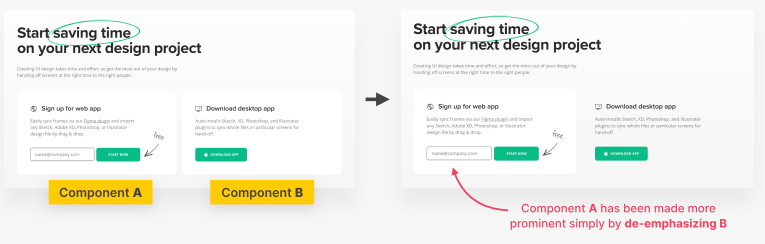 Start saving time
on your next design project
Creating UI design takes time and effort, so get the most out of your design by
handing off screens at the right time to the right people.
Sign up for web app
Easily sync frames via our Figma plugin and import
any Sketch, Adobe XD, Photoshop, or Illustrator
design file by drag & drop.
free
name@company.com
START NOW
Download desktop app
Auto-installs Sketch, XD, Photoshop, and Illustrator
plugins to sync whole files or particular screens for
hand-off.
DOWNLOAD APP
Component A
Component B
Start saving time
on your next design project
Creating UI design takes time and effort, so get the most out of your design by
handing off screens at the right time to the right people.
Sign up for web app
Easily sync frames via our Figma plugin and import
any Sketch, Adobe XD, Photoshop, or Illustrator
design file by drag & drop.
free
name@company.com
START NOW
Download desktop app
Auto-installs Sketch, XD, Photoshop, and Illustrator
plugins to sync whole files or particular screens for
hand-off.
DOWNLOAD APP
Component A has been made more
prominent simply by de-emphasizing B